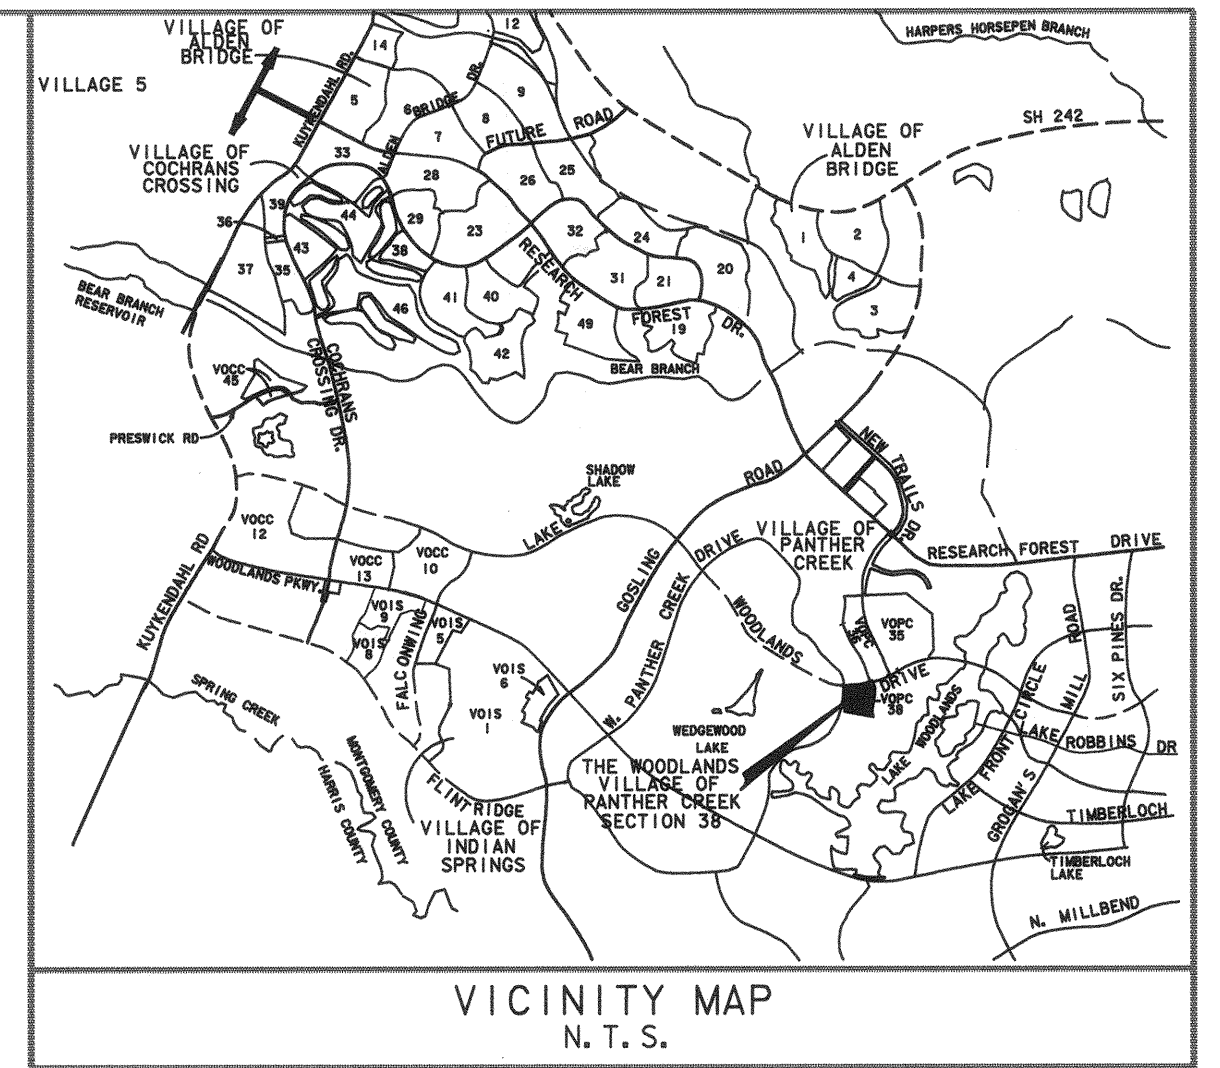 VILLAGE OF
ALDEN
BRIDGE
VILLAGE 5
VILLAGE OF
COCHRANS
CROSSING
KUYKENDAHL RD.
14
12
5
6
BRIDGE
DR.
ALDEN
9
8
7
FUTURE
ROAD
HARPERS HORSEPEN BRANCH
SH 242
VILLAGE OF
ALDEN
BRIDGE
33
28
26
25
39
36
44
29
23
32
24
1
2
43
38
37
35
RESEARCH
31
21
20
4
3
41
40
46
FOREST
19
DR.
49
42
BEAR BRANCH
RESERVOIR
BEAR BRANCH
COCHRANS
CROSSING DR.
VOCC
45
PRESWICK RD
SHADOW
LAKE
LAKE
ROAD
GOSLING
NEW TRAILS
DR
VOCC
12
VOCC
13
VOCC
10
DRIVE
VILLAGE OF
PANTHER
CREEK
RESEARCH FOREST
DRIVE
KUYKENDAHL RD
WOODLANDS PKWY.
WOODLANDS
W. PANTHER
CREEK
VOIS
9
VOIS
8
VOIS
5
VOIS
6
VOIS
1
FALCONWING
VOPC
36
VOPC
35
DRIVE
VOPC
38
ROAD
SIX PINES DR.
SPRING CREEK
MONTGOMERY COUNTY
HARRIS COUNTY
WEDGEWOOD
LAKE
LAKE WOODLANDS
CIRCLE
MILL
LAKE ROBBINS
DR
LAKE FRONT
GROGAN'S
FLINTRIDGE
THE WOODLANDS
VILLAGE OF
PANTHER CREEK
SECTION 38
VILLAGE OF
INDIAN
SPRINGS
TIMBERLOCH
TIMBERLOCH
LAKE
N. MILLBEND
VICINITY MAP
N. T. S.